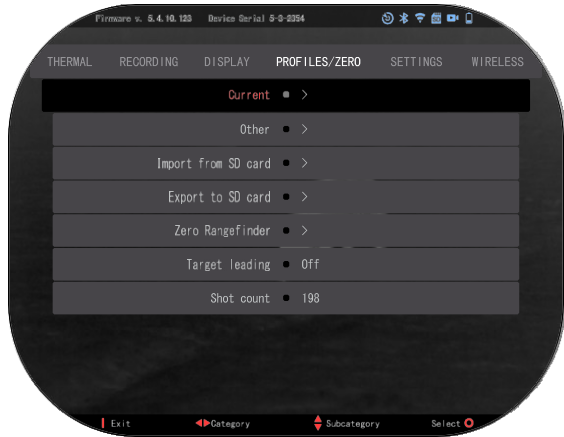 Firmware v. 5.4.10.123 Device Serial 5-3-2354
THERMAL RECORDING DISPLAY PROFILES/ZERO SETTINGS WIRELESS
Current >
Other >
Import from SD card >
Export to SD card >
Zero Rangefinder >
Target leading Off
Shot count 198
Exit Category Subcategory Select